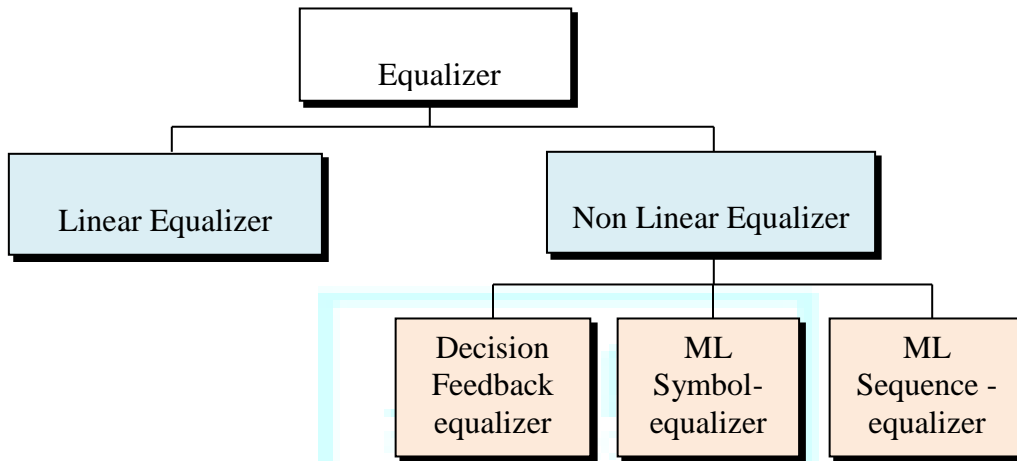 Equalizer
Linear Equalizer
Non Linear Equalizer
Decision
Feedback
equalizer
ML
Symbol-
equalizer
ML
Sequence -
equalizer